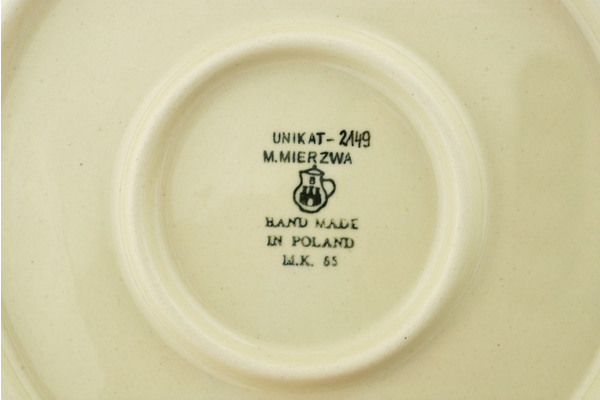 UNIKAT-2149
M.MIERZWA
B
HAND MADE
IN POLAND
M.K. 65